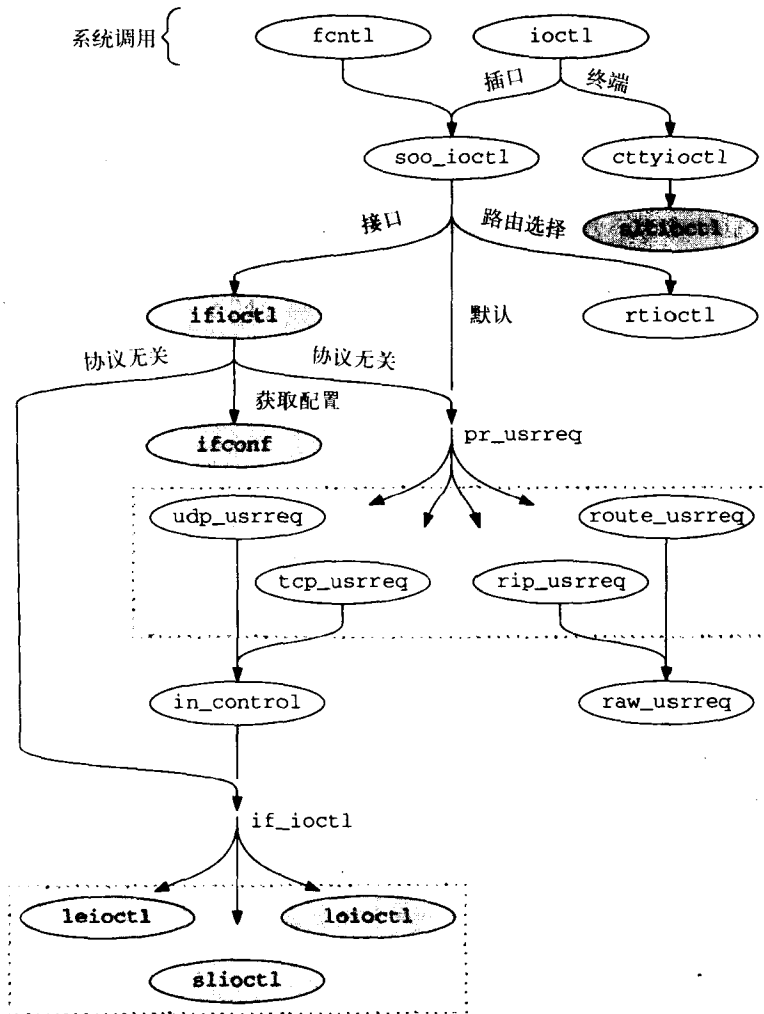 系统调用
fcntl
ioctl
插口
终端
soo_ioctl
cttyioctl
接口
路由选择
ifioctl
默认
rtioctl
协议无关
协议无关
获取配置
ifconf
pr_usrreq
udp_usrreq
route_usrreq
tcp_usrreq
rip_usrreq
in_control
raw_usrreq
if_ioctl
leioctl
loioctl
slioctl